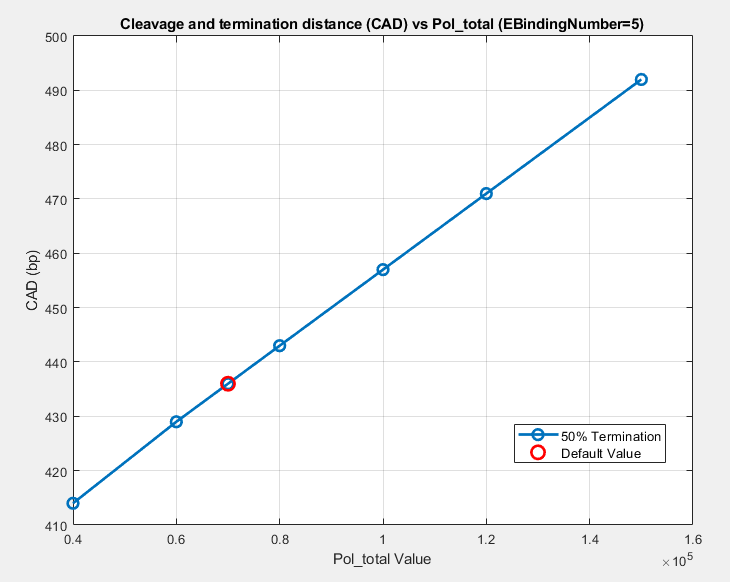 Cleavage and termination distance (CAD) vs Pol_total (EBindingNumber=5)
500
490
480
470
460
450
440
430
420
410
CAD (bp)
50% Termination
Default Value
0.4 0.6 0.8 1 1.2 1.4 1.6
Pol_total Value
×10^5